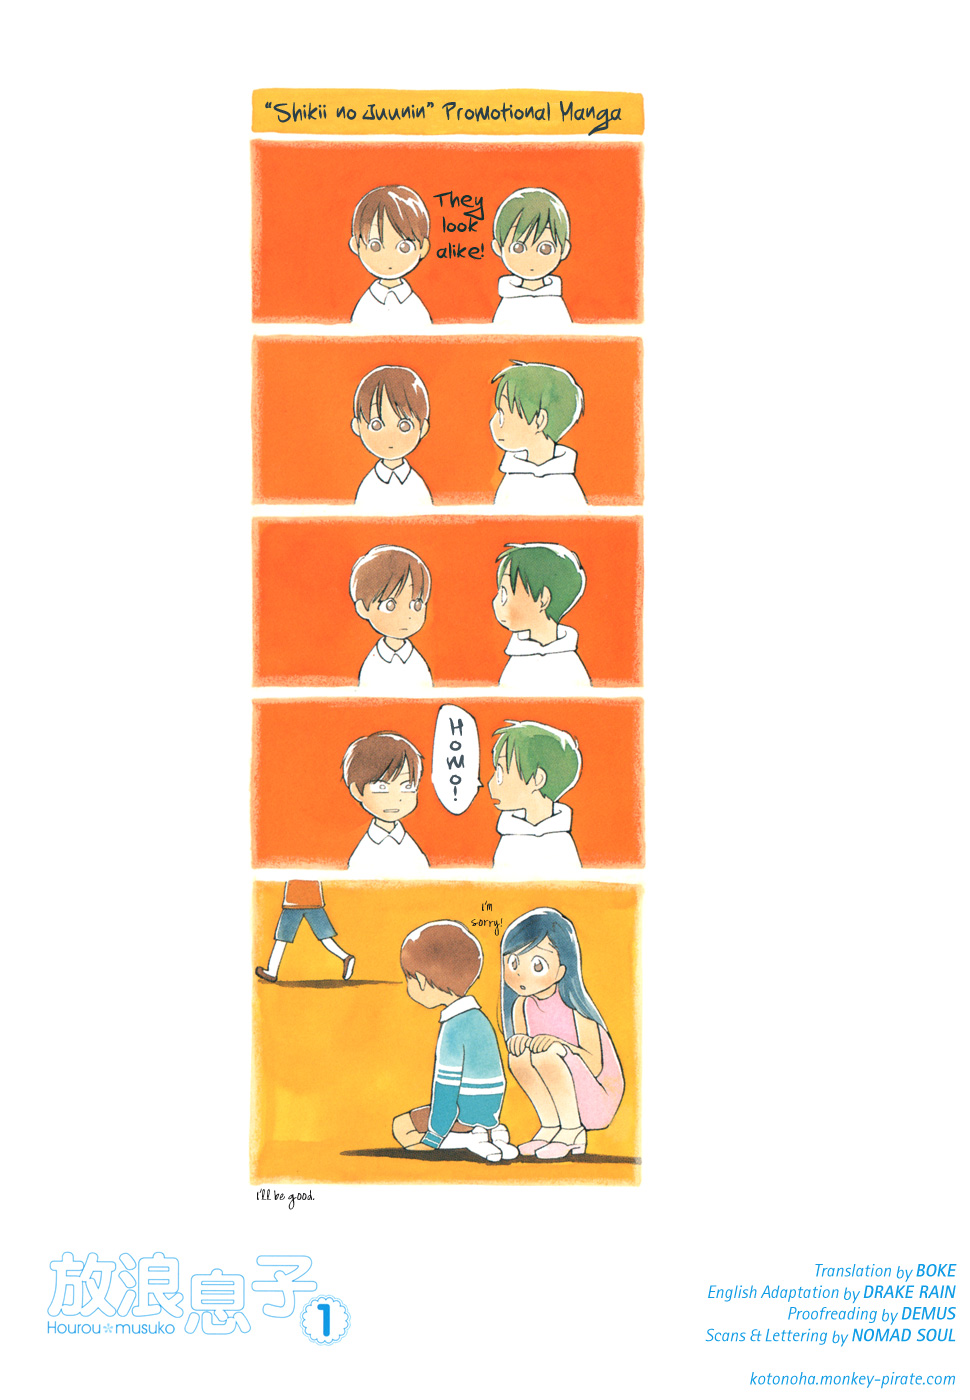 "Shikii no Juunin" Promotional Manga
They
look
alike!
Homo!
I'm
sorry!
I'll be good.
放浪息子
Hourou*musuko
1
Translation by BOKE
English Adaptation by DRAKE RAIN
Proofreading by DEMUS
Scans & Lettering by NOMAD SOUL
kotonoha.monkey-pirate.com